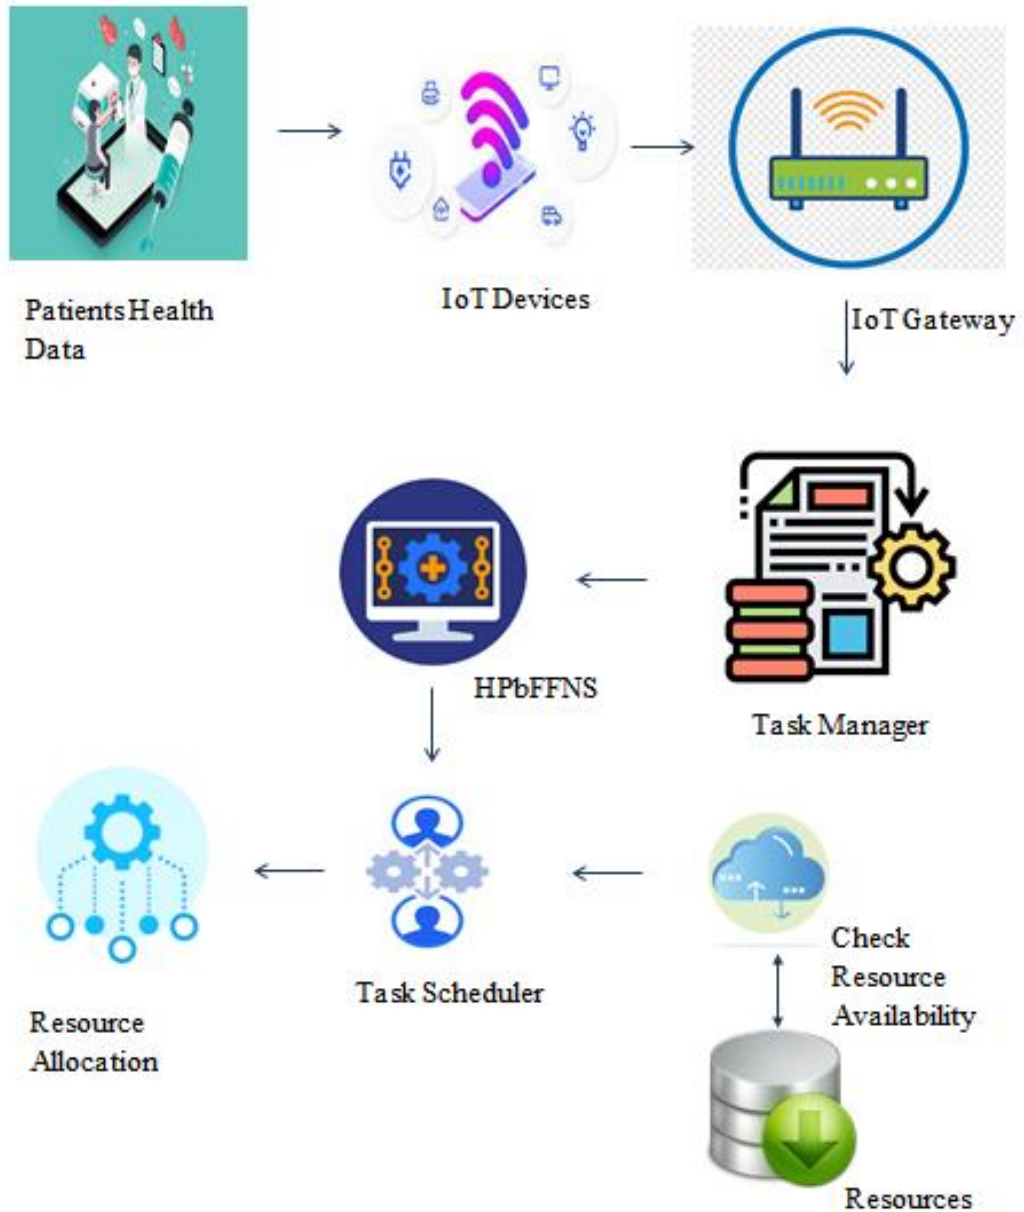 Patients Health
Data
IoT Devices
IoT Gateway
HPbFFNS
Task Manager
Task Scheduler
Resource
Allocation
Check
Resource
Availability
Resources